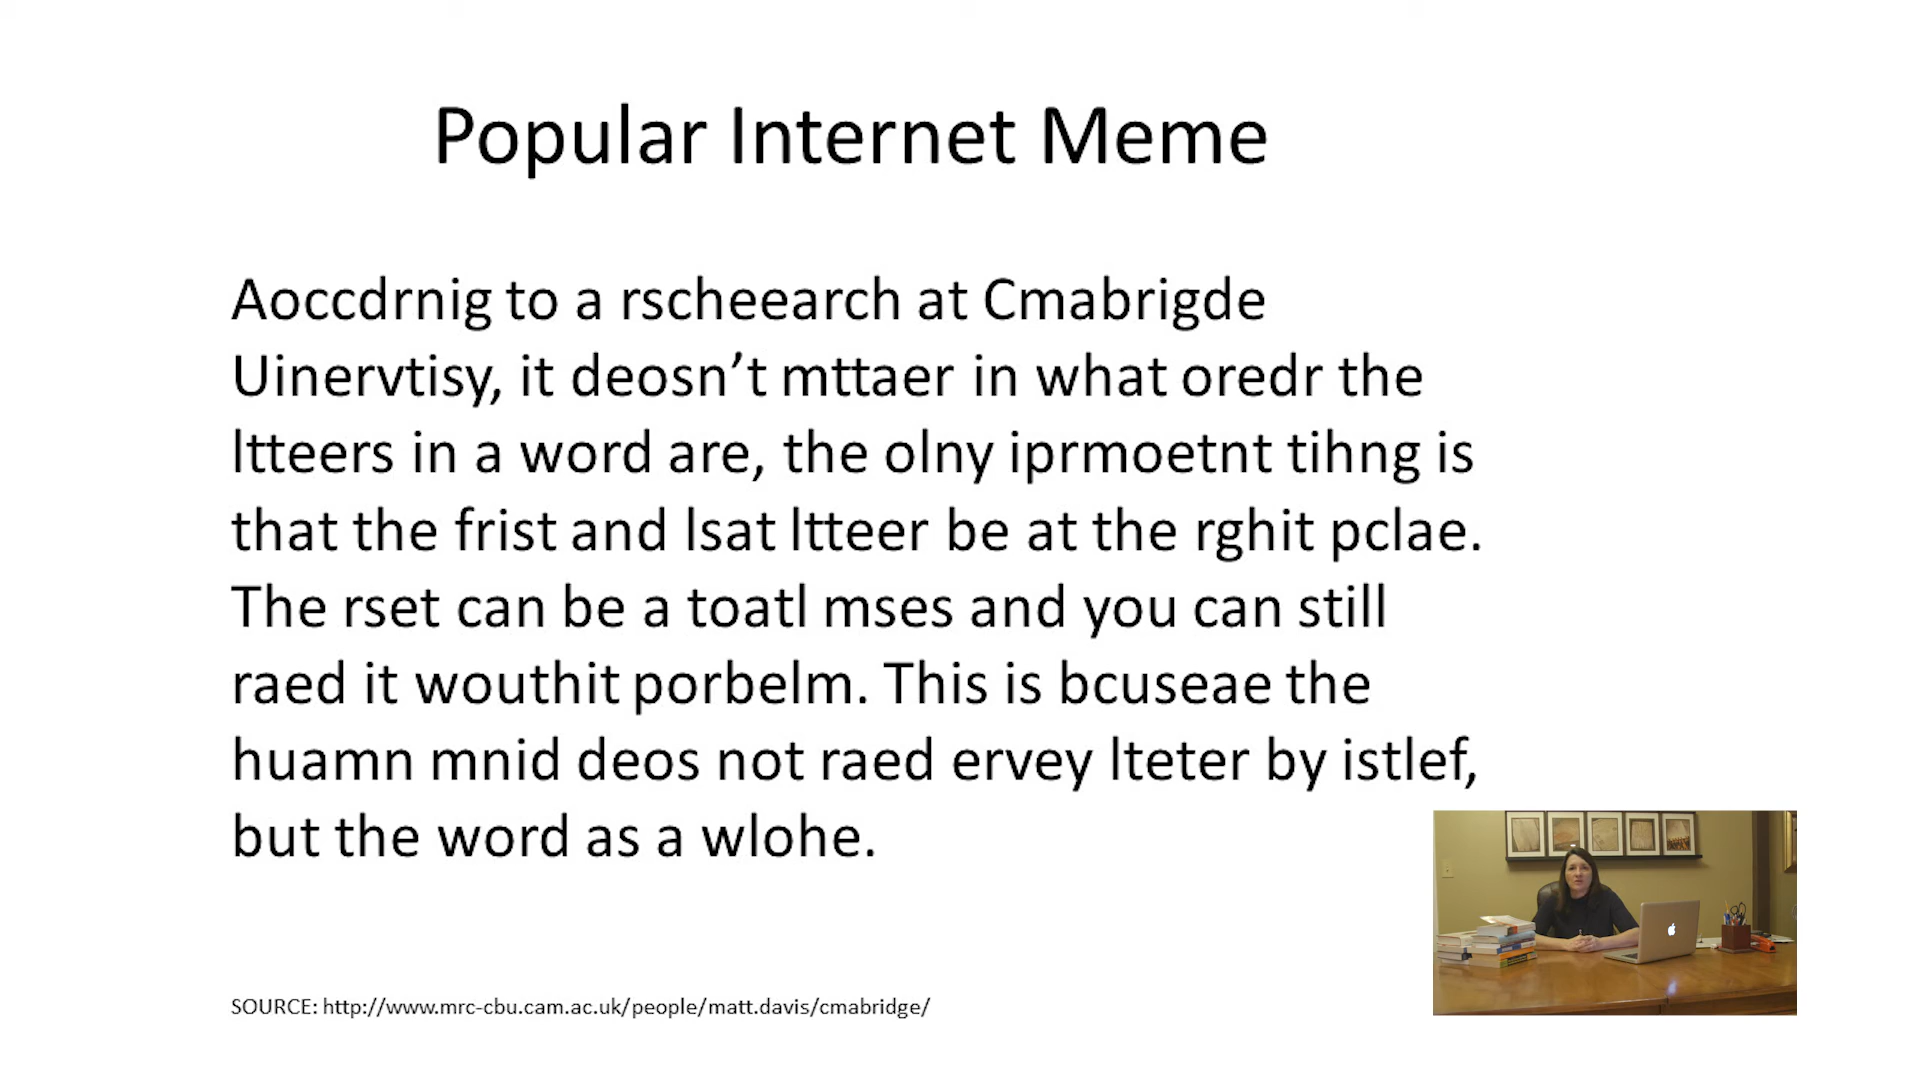 Popular Internet Meme
Aoccdrnig to a rscheearch at Cmabrigde
Uinervtisy, it deosn’t mttaer in what oredr the
ltteers in a word are, the olny iprmoetnt tihng is
that the frist and lsat ltteer be at the rghit pclae.
The rset can be a toatl mses and you can still
raed it wouthit porbelm. This is bcuseae the
huamn mnid deos not raed ervey lteter by istlef,
but the word as a wlohe.
SOURCE: http://www.mrc-cbu.cam.ac.uk/people/matt.davis/cmabridge/